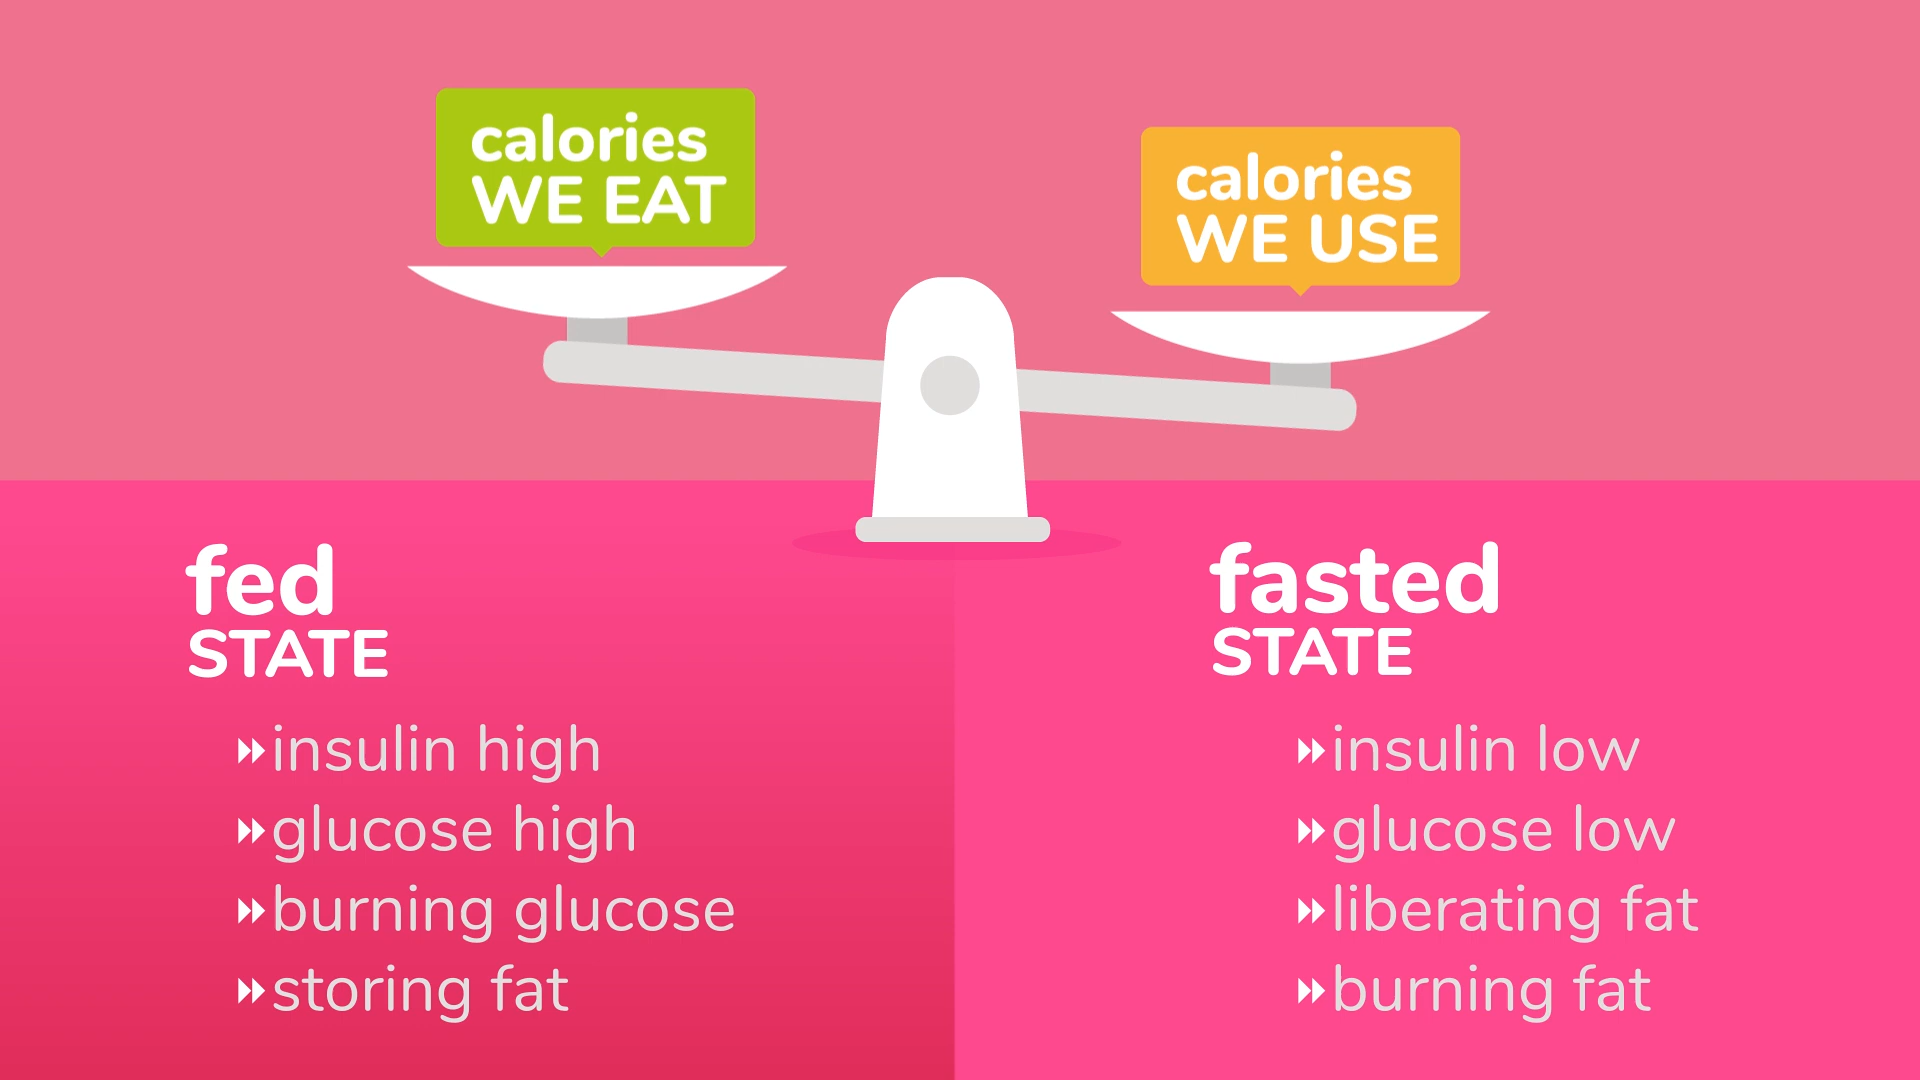 calories
WE EAT
calories
WE USE
fed
STATE
insulin high
glucose high
burning glucose
storing fat
fasted
STATE
insulin low
glucose low
liberating fat
burning fat